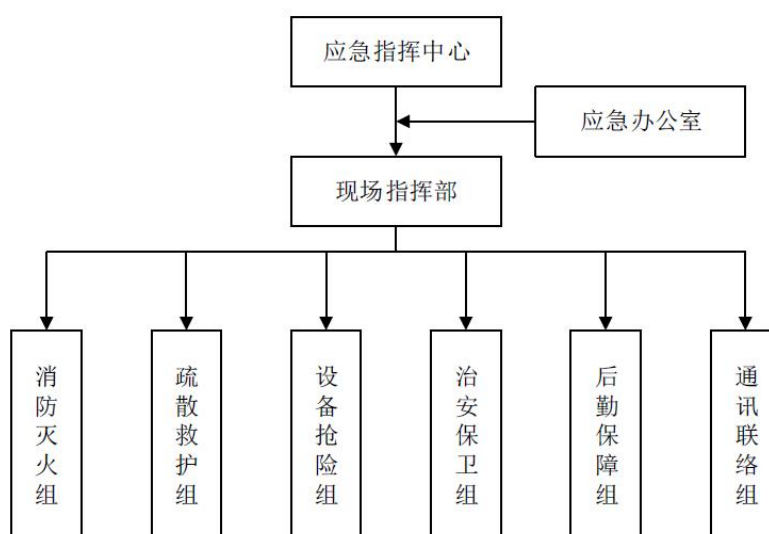 应急指挥中心
应急办公室
现场指挥部
消防灭火组
疏散救护组
设备抢险组
治安保卫组
后勤保障组
通讯联络组